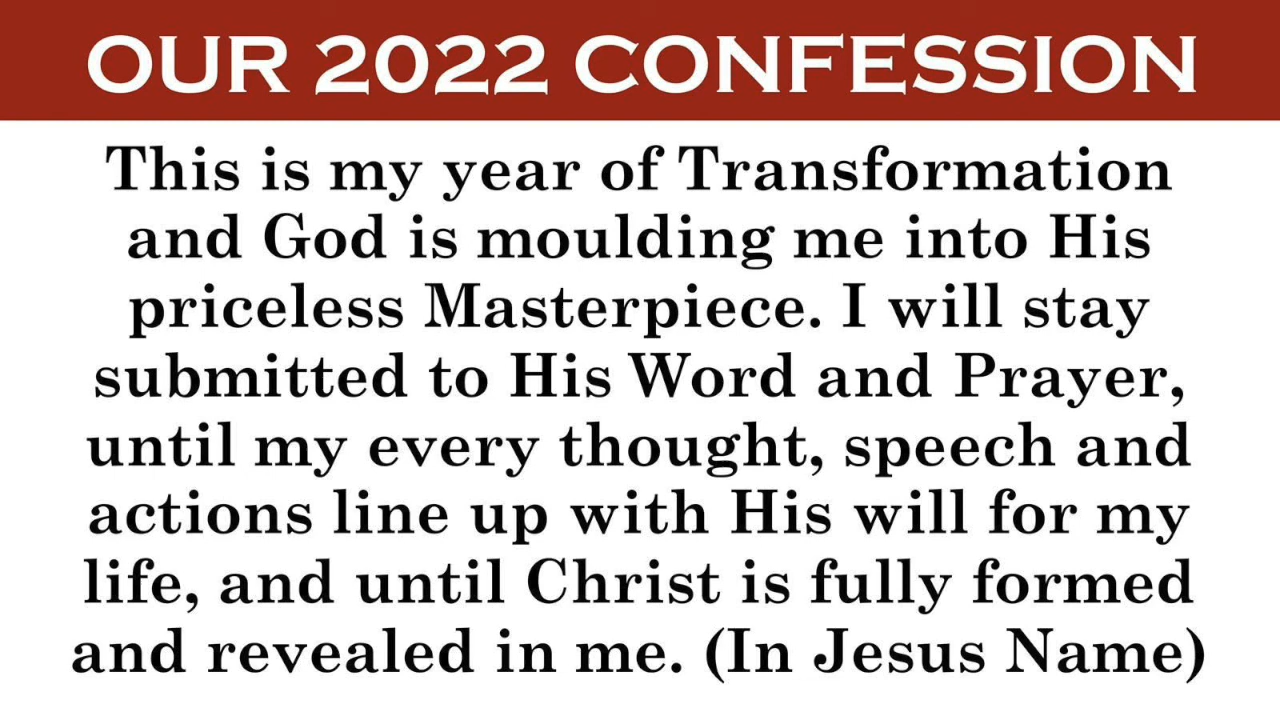 OUR 2022 CONFESSION
This is my year of Transformation
and God is moulding me into His
priceless Masterpiece. I will stay
submitted to His Word and Prayer,
until my every thought, speech and
actions line up with His will for my
life, and until Christ is fully formed
and revealed in me. (In Jesus Name)